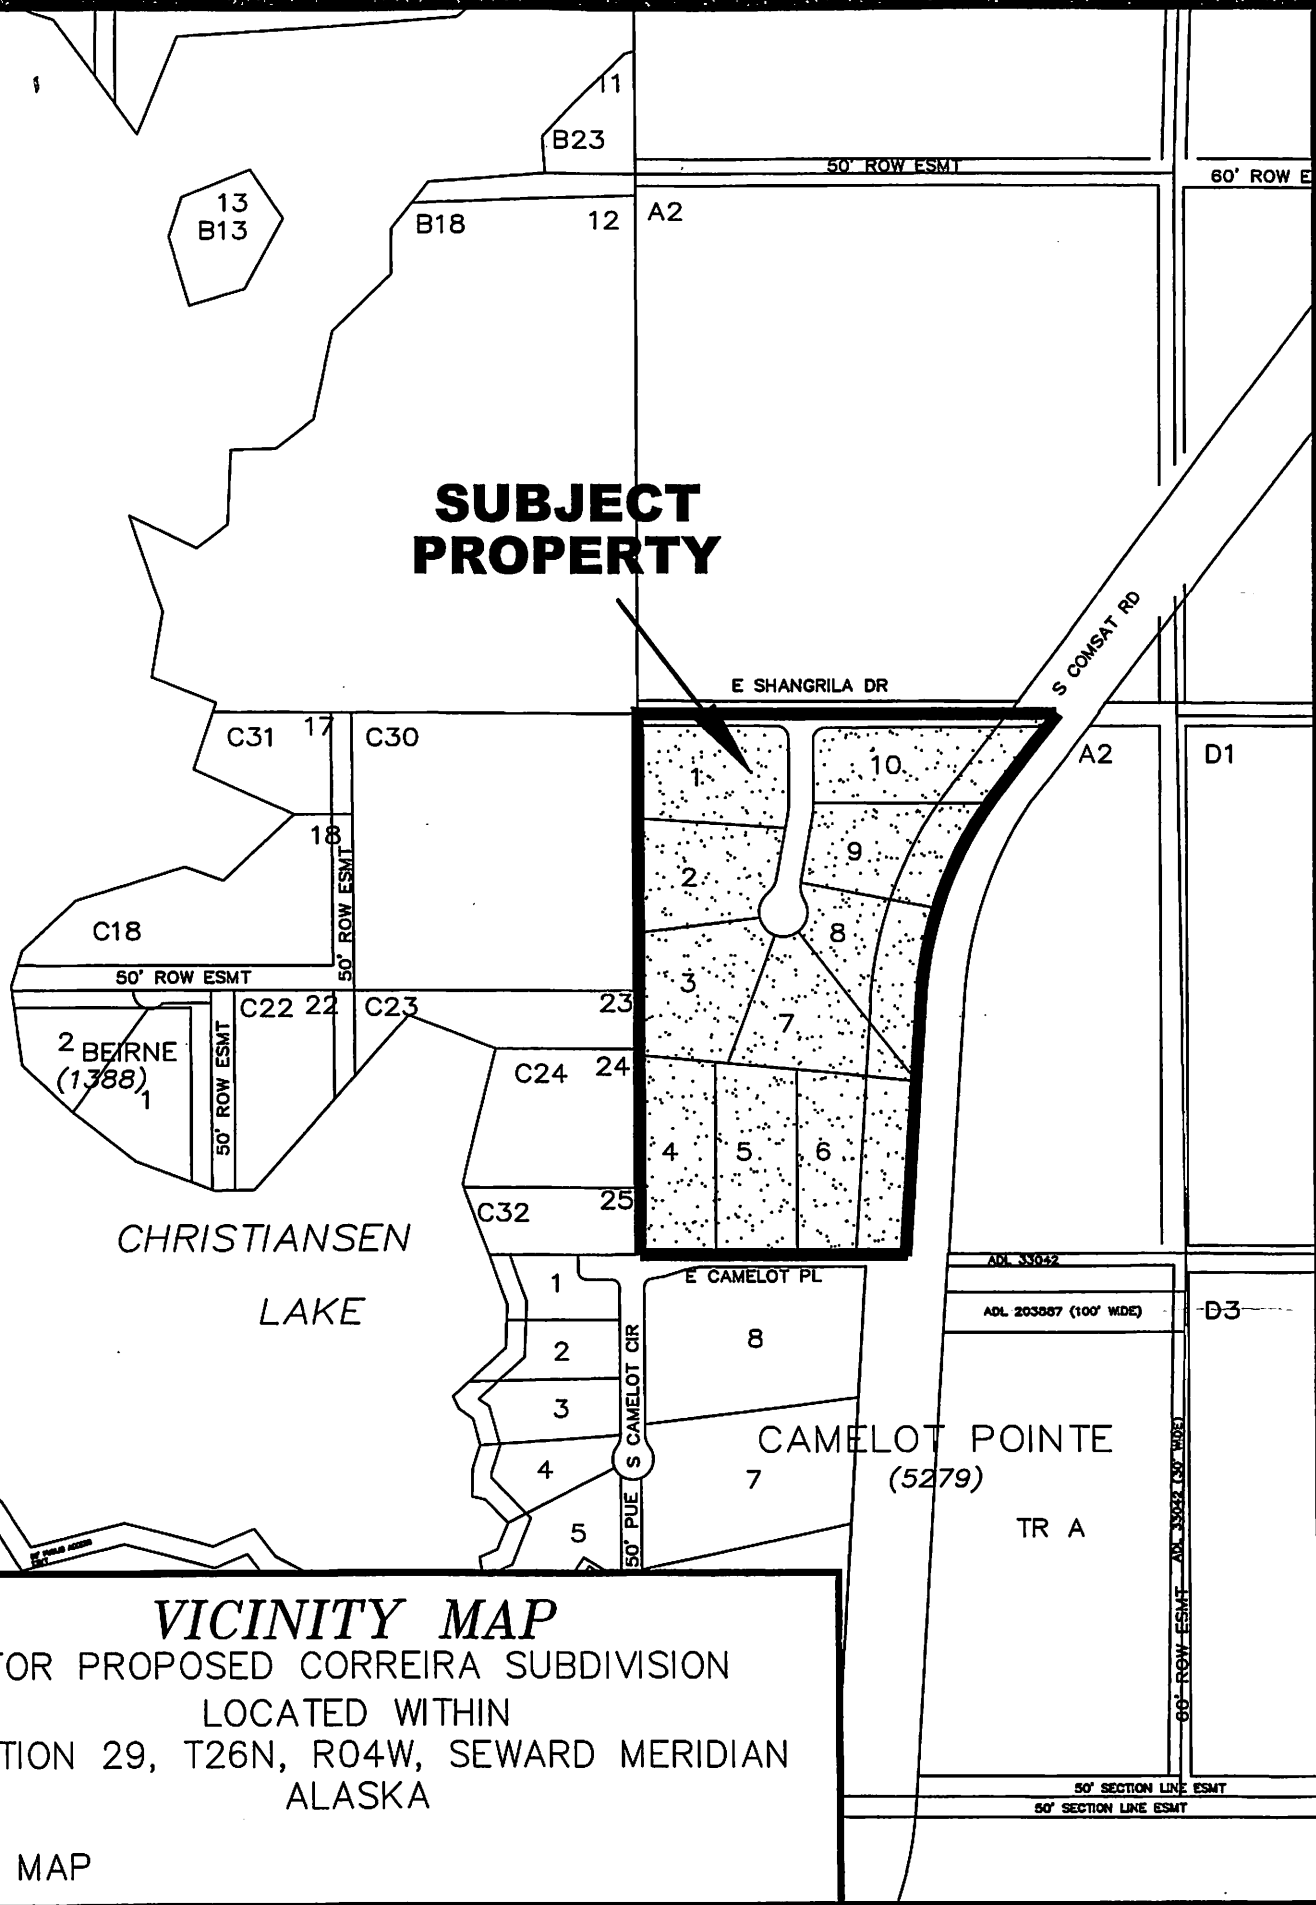 11
B23
50' ROW ESMT
60' ROW E
13
B13
B18
12
A2
SUBJECT
PROPERTY
S COMSAT RD
E SHANGRILA DR
C31
17
C30
1
10
A2
D1
18
9
2
50' ROW ESMT
C18
8
50' ROW ESMT
3
C22
22
C23
23
7
2
BEIRNE
(1388)
1
50' ROW ESMT
C24
24
4
5
6
C32
25
CHRISTIANSEN
LAKE
E CAMELOT PL
ADL 33042
1
ADL 203887 (100' WIDE)
D3
8
2
S CAMELOT CIR
3
CAMELOT POINTE
(5279)
4
7
ADL 33042 (30' WIDE)
50' PUE
5
TR A
60' ROW ESMT
VICINITY MAP
OR PROPOSED CORREIRA SUBDIVISION
LOCATED WITHIN
TION 29, T26N, R04W, SEWARD MERIDIAN
ALASKA
50' SECTION LINE ESMT
50' SECTION LINE ESMT
MAP